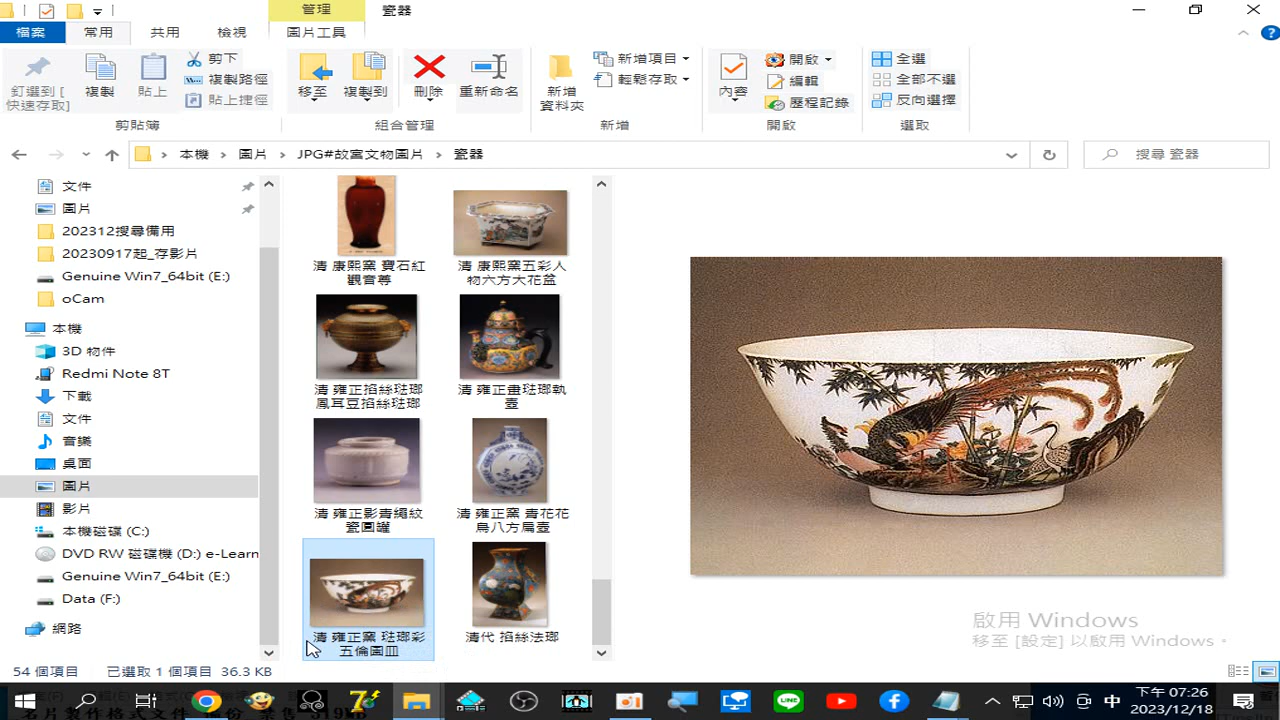 管理
瓷器
檔案
常用
共用
檢視
圖片工具
釘選到 [
快速存取]
複製
貼上
剪下
複製路徑
貼上捷徑
剪貼簿
移至
複製到
刪除
重新命名
組合管理
新增
資料夾
新增項目
輕鬆存取
新增
內容
開啟
編輯
歷程記錄
開啟
全選
全部不選
反向選擇
選取
本機 › 圖片 › JPG#故宮文物圖片 › 瓷器
搜尋 瓷器
文件
圖片
202312搜尋備用
20230917起_存影片
Genuine Win7_64bit (E:)
oCam
本機
3D 物件
Redmi Note 8T
下載
文件
音樂
桌面
圖片
影片
本機磁碟 (C:)
DVD RW 磁碟機 (D:) e-Learn
Genuine Win7_64bit (E:)
Data (F:)
網路
清 康熙窯 寶石紅
觀音尊
清 康熙窯五彩人
物六方大花盆
清 雍正掐絲琺瑯
鳳耳豆掐絲琺瑯
清 雍正畫琺瑯執
壺
清 雍正影青繩紋
瓷圓罐
清 雍正窯 青花花
鳥八方扁壺
清 雍正窯 琺瑯彩
五倫圖皿
清代 掐絲法瑯
啟用 Windows
移至 [設定] 以啟用 Windows。
54 個項目
已選取 1 個項目 36.3 KB
中
下午 07:26
2023/12/18